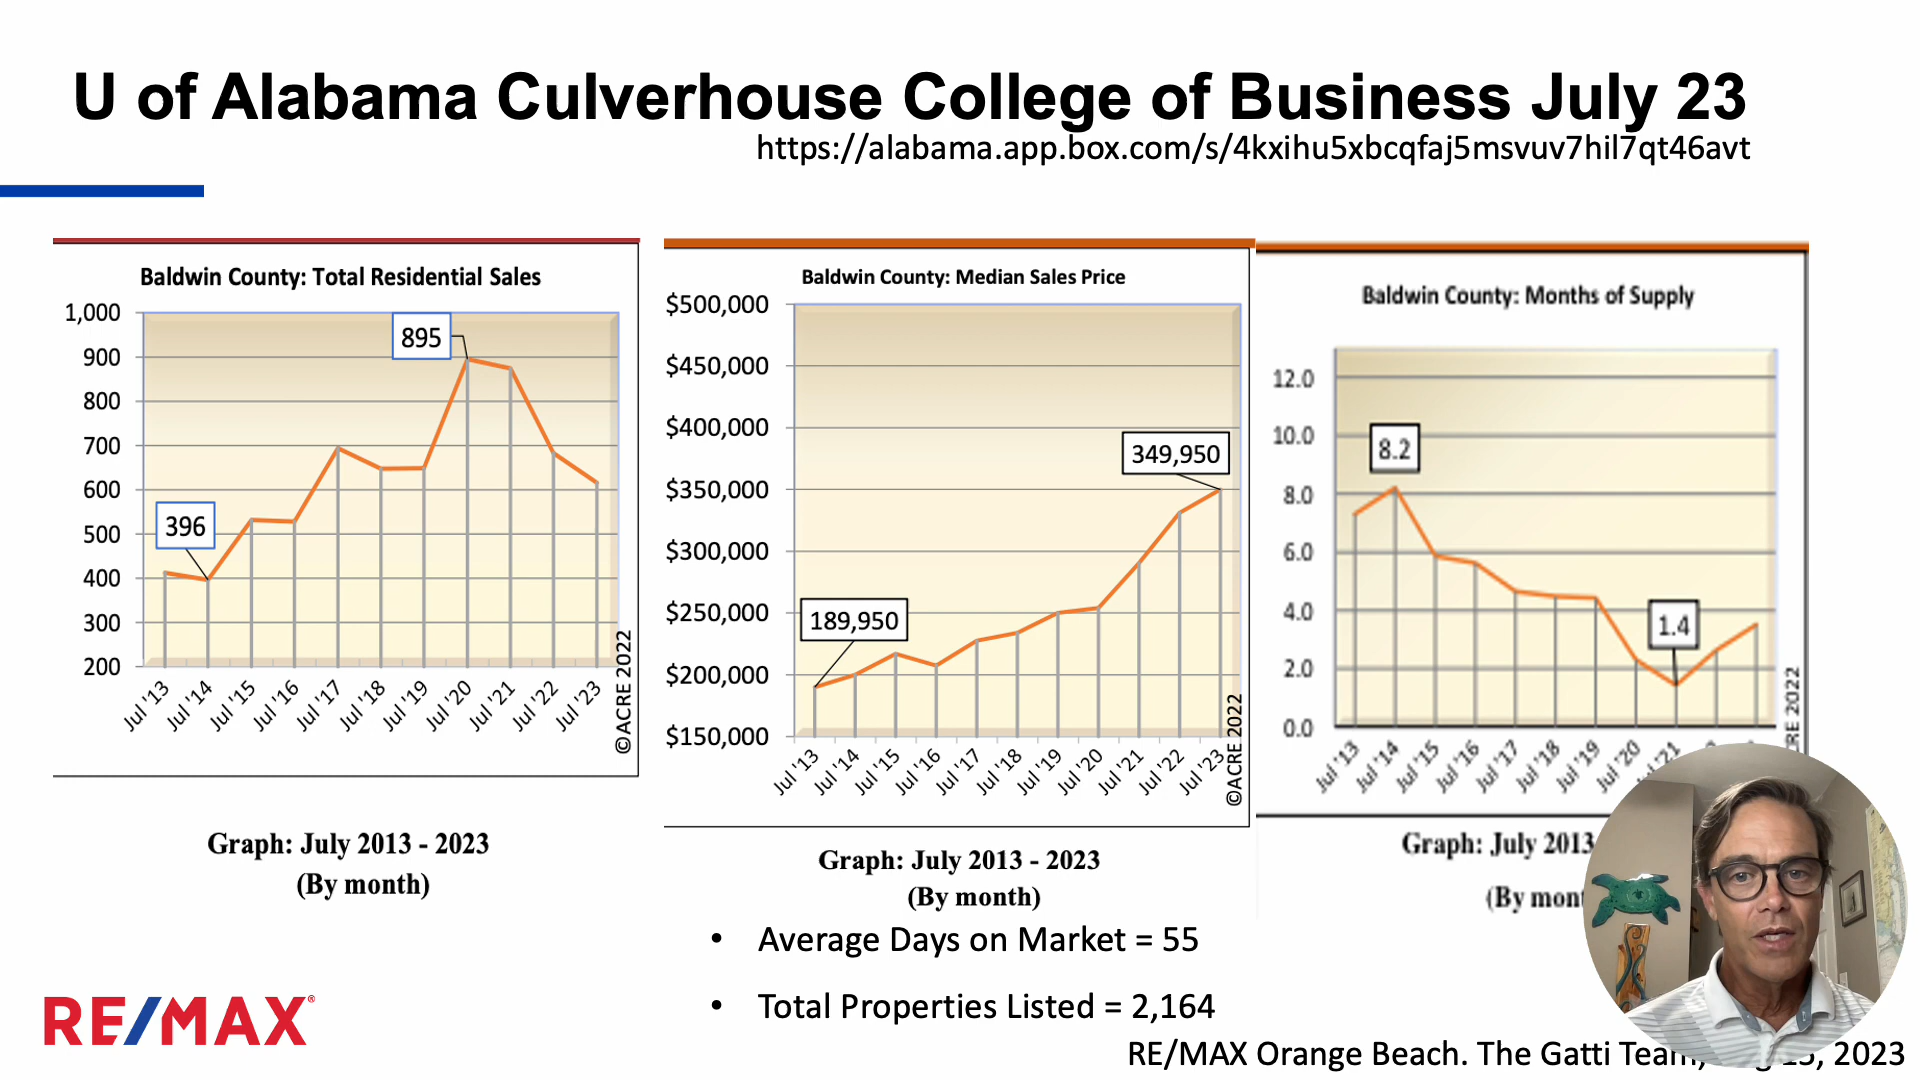 U of Alabama Culverhouse College of Business July 23
https://alabama.app.box.com/s/4kxihu5xbcqfaj5msvuv7hil7qt46avt
Baldwin County: Total Residential Sales
1,000
900
800
700
600
500
400
300
200
895
396
Jul '13
Jul '14
Jul '15
Jul '16
Jul '17
Jul '18
Jul '19
Jul '20
Jul '21
Jul '22
Jul '23
©ACRE 2022
Graph: July 2013 - 2023
(By month)
Baldwin County: Median Sales Price
$500,000
$450,000
$400,000
$350,000
$300,000
$250,000
$200,000
$150,000
349,950
189,950
Jul '13
Jul '14
Jul '15
Jul '16
Jul '17
Jul '18
Jul '19
Jul '20
Jul '21
Jul '22
Jul '23
©ACRE 2022
Graph: July 2013 - 2023
(By month)
Baldwin County: Months of Supply
12.0
10.0
8.0
6.0
4.0
2.0
0.0
8.2
1.4
Jul '13
Jul '14
Jul '15
Jul '16
Jul '17
Jul '18
Jul '19
Jul '20
'21
2022
Graph: July 2013
(By
• Average Days on Market = 55
• Total Properties Listed = 2,164
RE/MAX®
RE/MAX Orange Beach. The Gatti Team, 2023